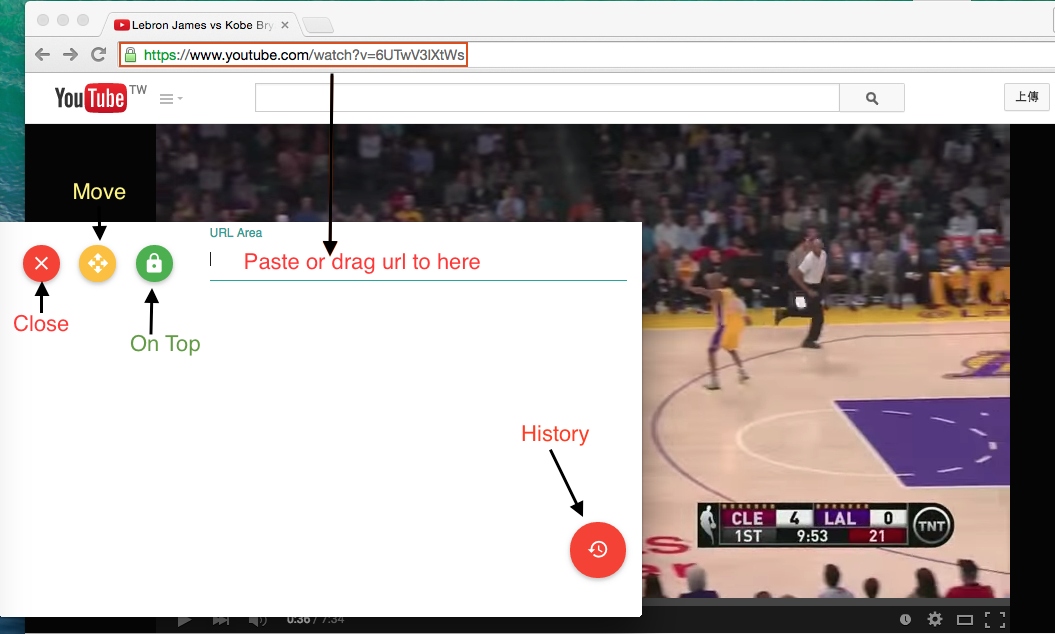 Lebron James vs Kobe Bry
https://www.youtube.com/watch?v=6UTwV3lXtWs
YouTube TW
上傳
Move
URL Area
Paste or drag url to here
Close
On Top
History
CLE 4 LAL 0
1ST 9:53 21
TNT
0:36 / 7:34